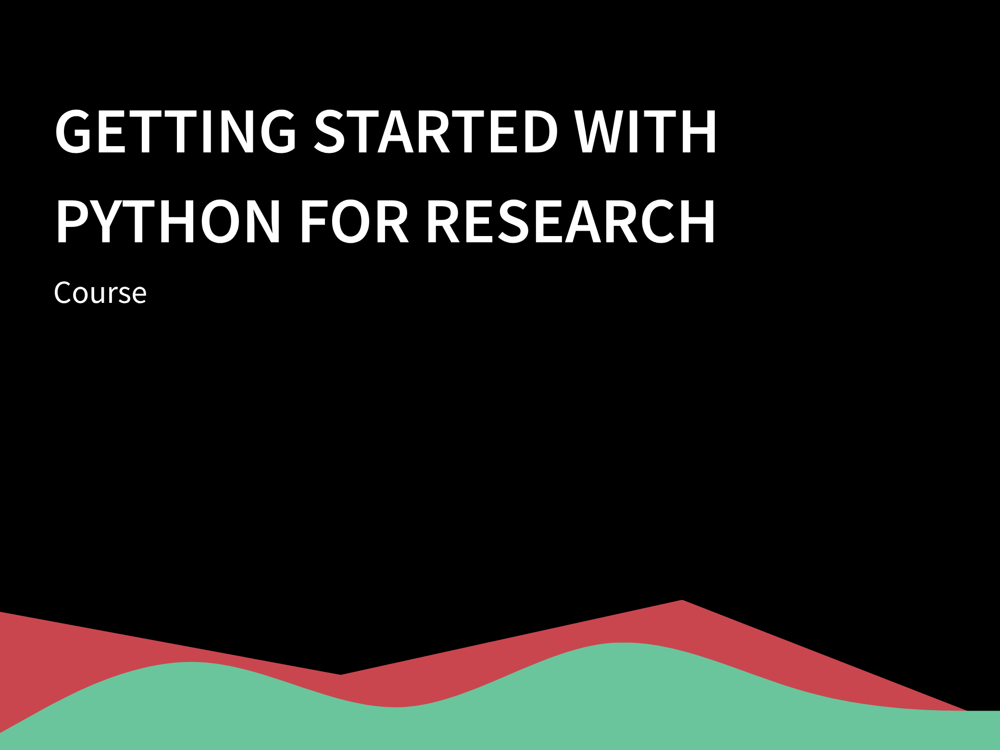 GETTING STARTED WITH
PYTHON FOR RESEARCH
Course